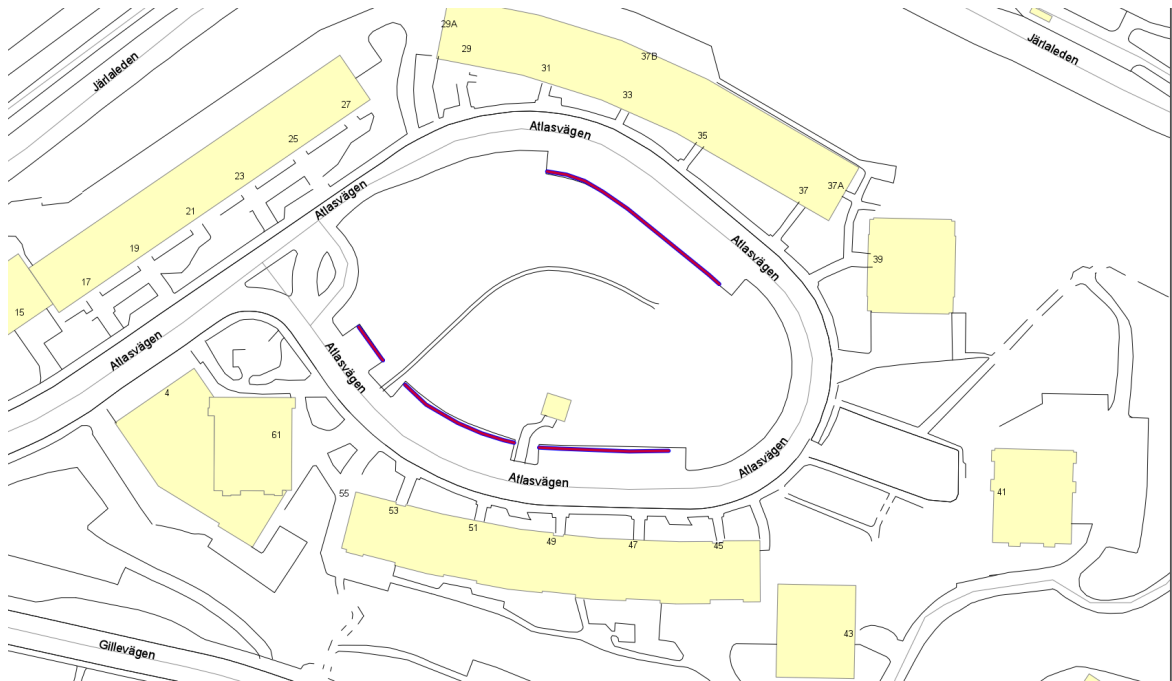 29A
Järlaleden
29
37B
Järlaleden
31
33
27
Atlasvägen
35
25
23
37A
37
Atlasvägen
21
19
Atlasvägen
39
17
15
Atlasvägen
Atlasvägen
4
61
Atlasvägen
Atlasvägen
55
41
53
51
49
47
45
43
Gillevägen